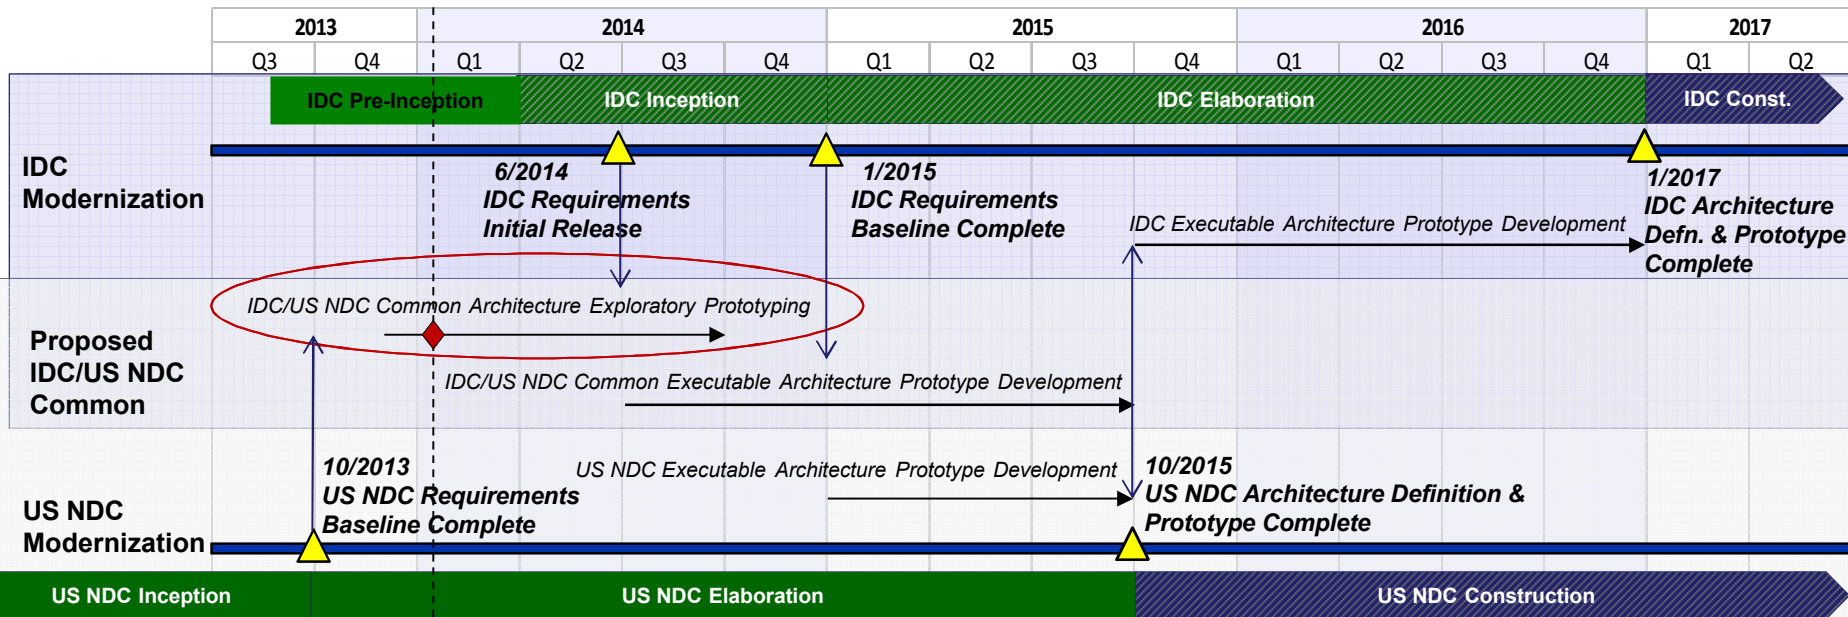 2013 2014 2015 2016 2017
Q3 Q4 Q1 Q2 Q3 Q4 Q1 Q2 Q3 Q4 Q1 Q2 Q3 Q4 Q1 Q2
IDC Pre-Inception IDC Inception IDC Elaboration IDC Const.
IDC
Modernization
6/2014
IDC Requirements
Initial Release
1/2015
IDC Requirements
Baseline Complete
IDC Executable Architecture Prototype Development
1/2017
IDC Architecture
Defn. & Prototype
Complete
Proposed
IDC/US NDC
Common
IDC/US NDC Common Architecture Exploratory Prototyping
IDC/US NDC Common Executable Architecture Prototype Development
US NDC Executable Architecture Prototype Development
US NDC
Modernization
10/2013
US NDC Requirements
Baseline Complete
10/2015
US NDC Architecture Definition &
Prototype Complete
US NDC Inception US NDC Elaboration US NDC Construction